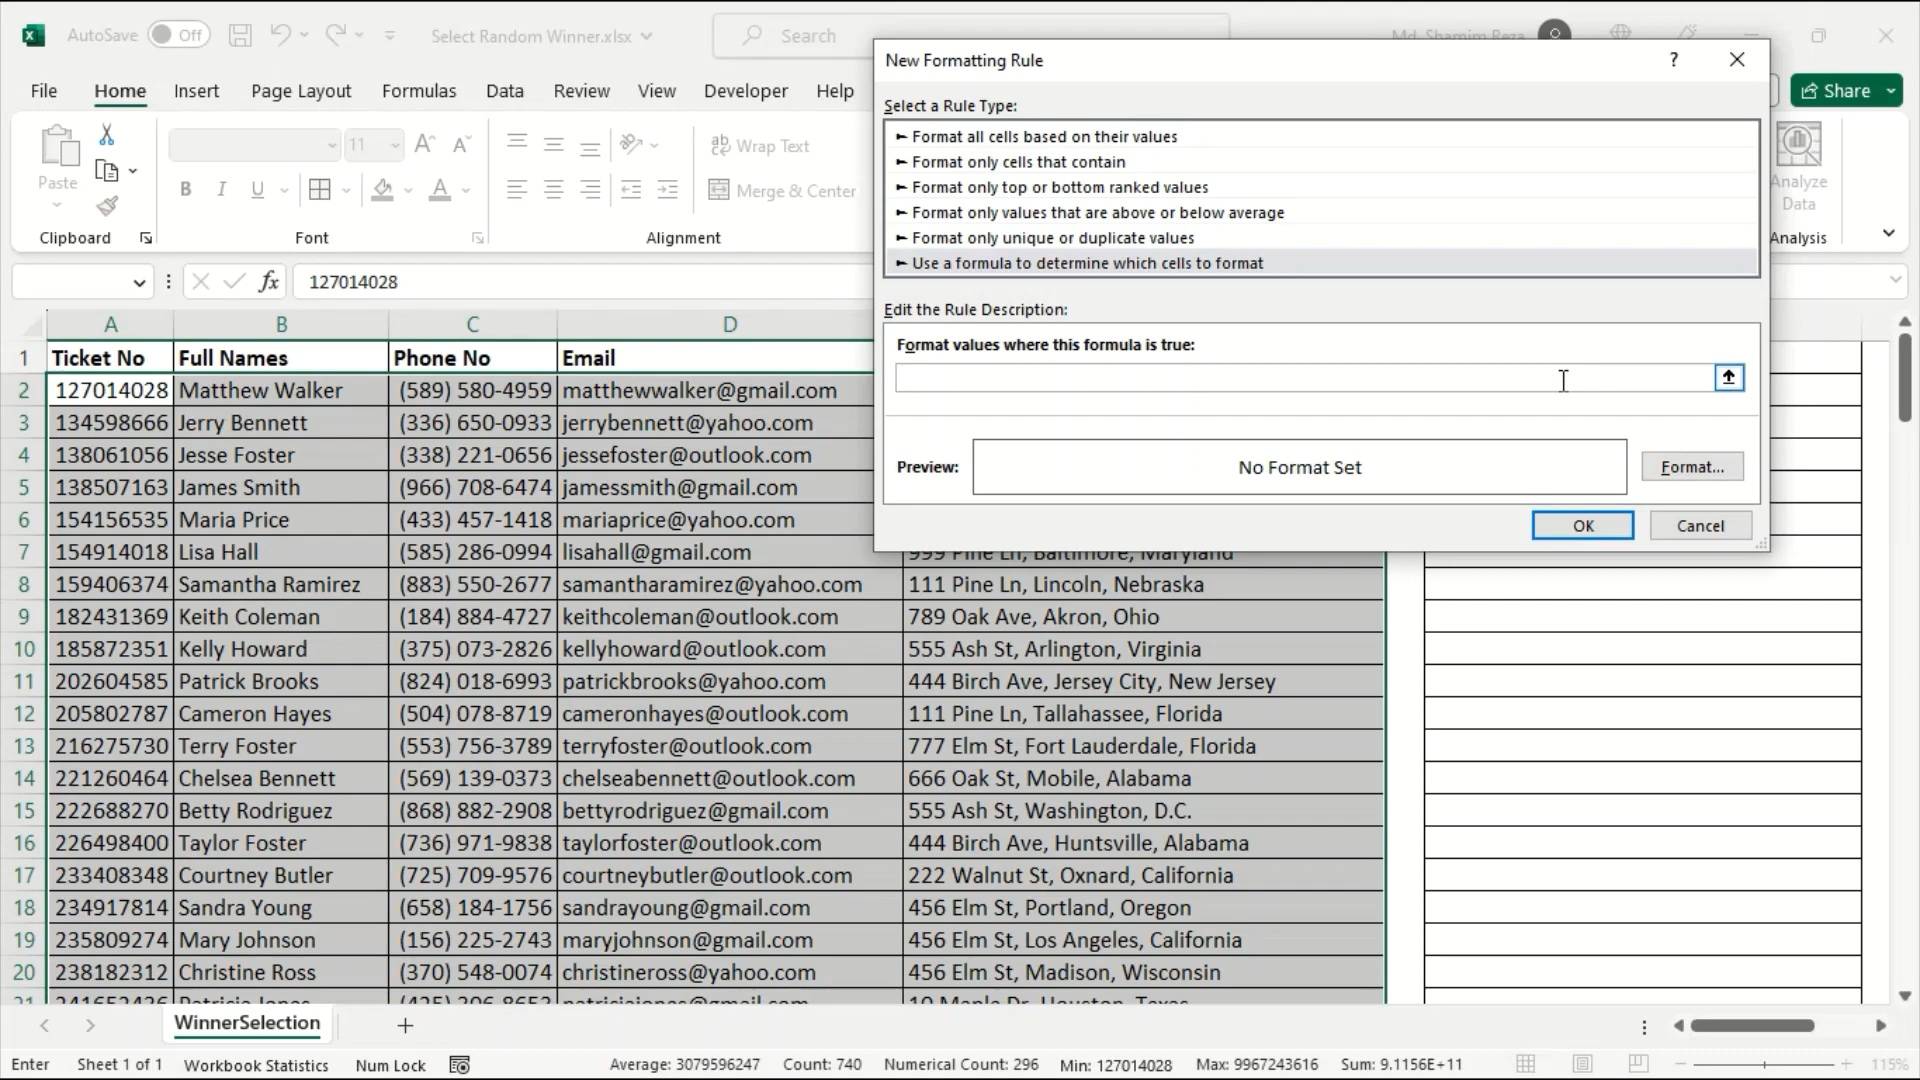 AutoSave Off Select Random Winner.xlsx Search
New Formatting Rule ?
File Home Insert Page Layout Formulas Data Review View Developer Help Share
Select a Rule Type:
► Format all cells based on their values
► Format only cells that contain
► Format only top or bottom ranked values
► Format only values that are above or below average
► Format only unique or duplicate values
► Use a formula to determine which cells to format
Paste 11 Wrap Text Analyze
B I U A Merge & Center Data
Clipboard Font Alignment Analysis
fx 127014028
Edit the Rule Description:
Format values where this formula is true:
Preview: No Format Set Format...
OK Cancel
A B C D
1 Ticket No Full Names Phone No Email
2 127014028 Matthew Walker (589) 580-4959 matthewwalker@gmail.com
3 134598666 Jerry Bennett (336) 650-0933 jerrybennett@yahoo.com
4 138061056 Jesse Foster (338) 221-0656 jessefoster@outlook.com
5 138507163 James Smith (966) 708-6474 jamessmith@gmail.com
6 154156535 Maria Price (433) 457-1418 mariaprice@yahoo.com
7 154914018 Lisa Hall (585) 286-0994 lisahall@gmail.com 999 Pine Ln, Baltimore, Maryland
8 159406374 Samantha Ramirez (883) 550-2677 samantharamirez@yahoo.com 111 Pine Ln, Lincoln, Nebraska
9 182431369 Keith Coleman (184) 884-4727 keithcoleman@outlook.com 789 Oak Ave, Akron, Ohio
10 185872351 Kelly Howard (375) 073-2826 kellyhoward@outlook.com 555 Ash St, Arlington, Virginia
11 202604585 Patrick Brooks (824) 018-6993 patrickbrooks@yahoo.com 444 Birch Ave, Jersey City, New Jersey
12 205802787 Cameron Hayes (504) 078-8719 cameronhayes@outlook.com 111 Pine Ln, Tallahassee, Florida
13 216275730 Terry Foster (553) 756-3789 terryfoster@outlook.com 777 Elm St, Fort Lauderdale, Florida
14 221260464 Chelsea Bennett (569) 139-0373 chelseabennett@outlook.com 666 Oak St, Mobile, Alabama
15 222688270 Betty Rodriguez (868) 882-2908 bettyrodriguez@gmail.com 555 Ash St, Washington, D.C.
16 226498400 Taylor Foster (736) 971-9838 taylorfoster@outlook.com 444 Birch Ave, Huntsville, Alabama
17 233408348 Courtney Butler (725) 709-9576 courtneybutler@outlook.com 222 Walnut St, Oxnard, California
18 234917814 Sandra Young (658) 184-1756 sandrayoung@gmail.com 456 Elm St, Portland, Oregon
19 235809274 Mary Johnson (156) 225-2743 maryjohnson@gmail.com 456 Elm St, Los Angeles, California
20 238182312 Christine Ross (370) 548-0074 christineross@yahoo.com 456 Elm St, Madison, Wisconsin
WinnerSelection
Enter Sheet 1 of 1 Workbook Statistics Num Lock Average: 3079596247 Count: 740 Numerical Count: 296 Min: 127014028 Max: 9967243616 Sum: 9.1156E+11 115%